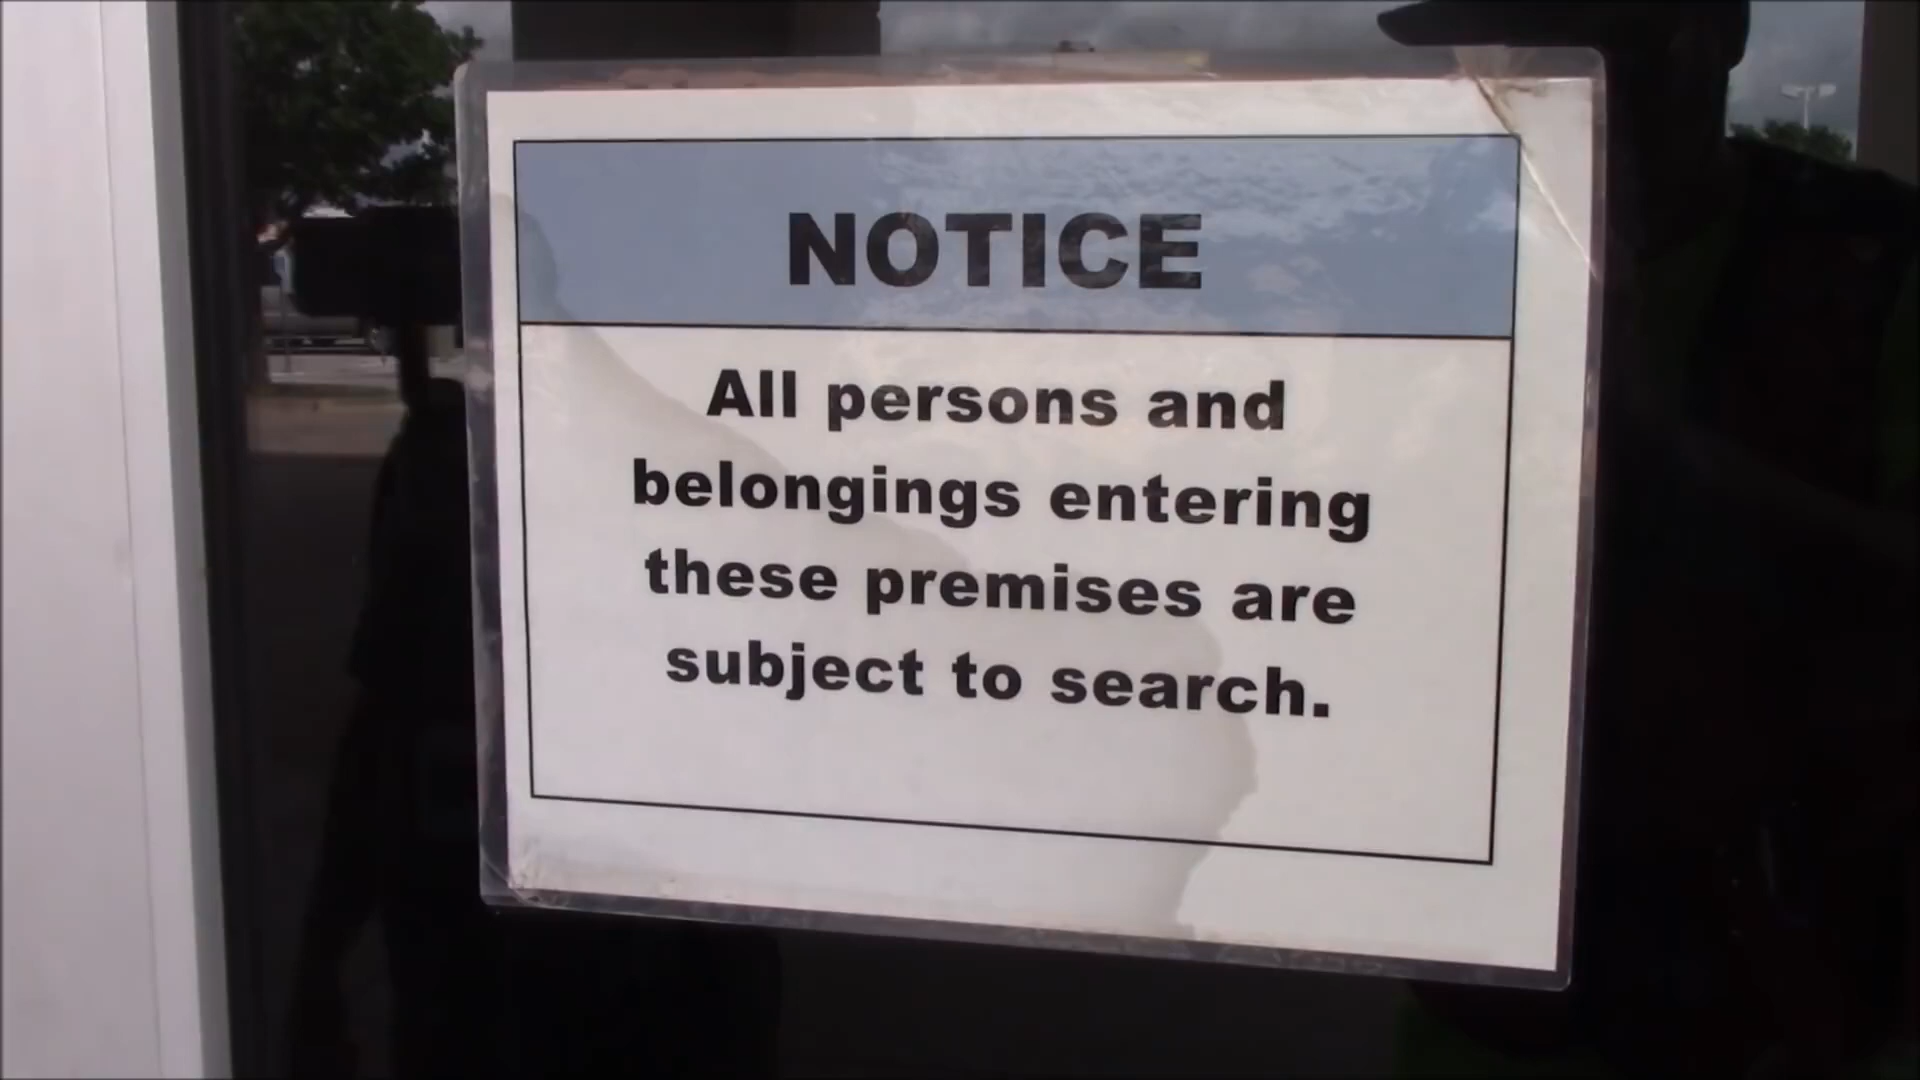 NOTICE
All persons and
belongings entering
these premises are
subject to search.